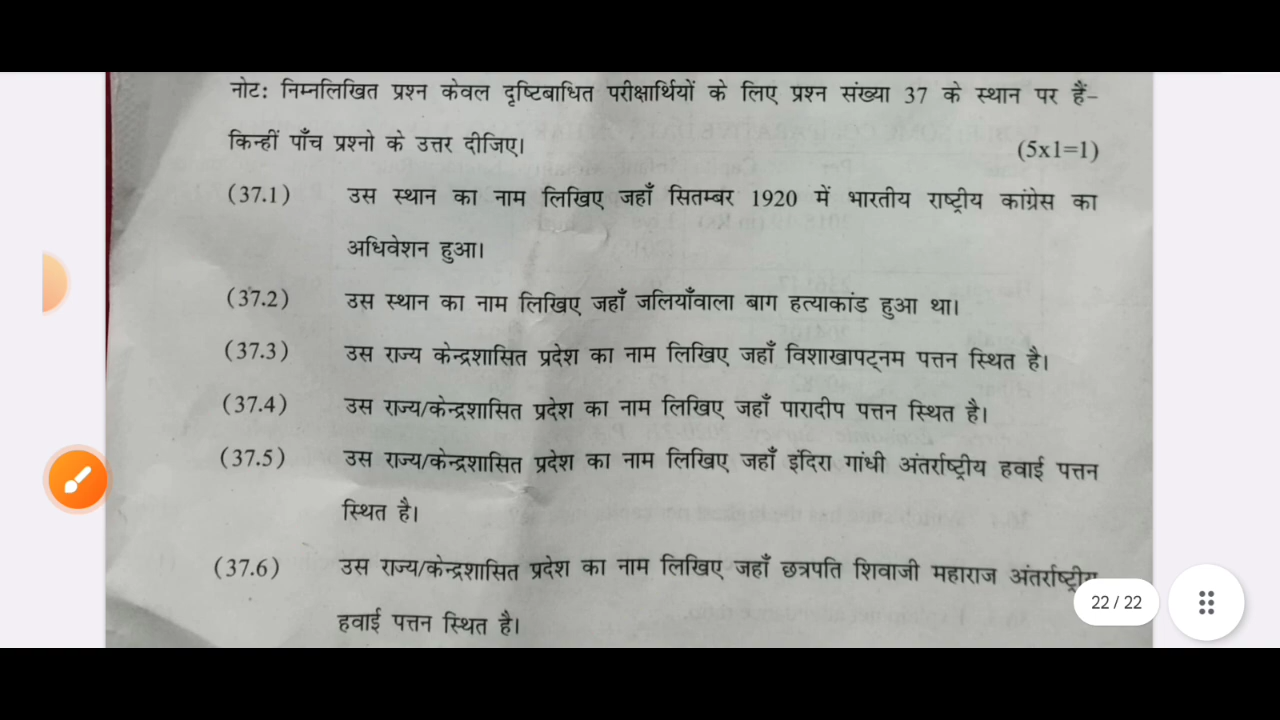 नोट: निम्नलिखित प्रश्न केवल दृष्टिबाधित परीक्षार्थियों के लिए प्रश्न संख्या 37 के स्थान पर हैं-
किन्हीं पाँच प्रश्नो के उत्तर दीजिए। (5x1=1)
(37.1) उस स्थान का नाम लिखिए जहाँ सितम्बर 1920 में भारतीय राष्ट्रीय कांग्रेस का
अधिवेशन हुआ।
(37.2) उस स्थान का नाम लिखिए जहाँ जलियाँवाला बाग हत्याकांड हुआ था।
(37.3) उस राज्य केन्द्रशासित प्रदेश का नाम लिखिए जहाँ विशाखापट्नम पत्तन स्थित है।
(37.4) उस राज्य/केन्द्रशासित प्रदेश का नाम लिखिए जहाँ पारादीप पत्तन स्थित है।
(37.5) उस राज्य/केन्द्रशासित प्रदेश का नाम लिखिए जहाँ इंदिरा गांधी अंतर्राष्ट्रीय हवाई पत्तन
स्थित है।
(37.6) उस राज्य/केन्द्रशासित प्रदेश का नाम लिखिए जहाँ छत्रपति शिवाजी महाराज अंतर्राष्ट्रीय
हवाई पत्तन स्थित है।
22 / 22